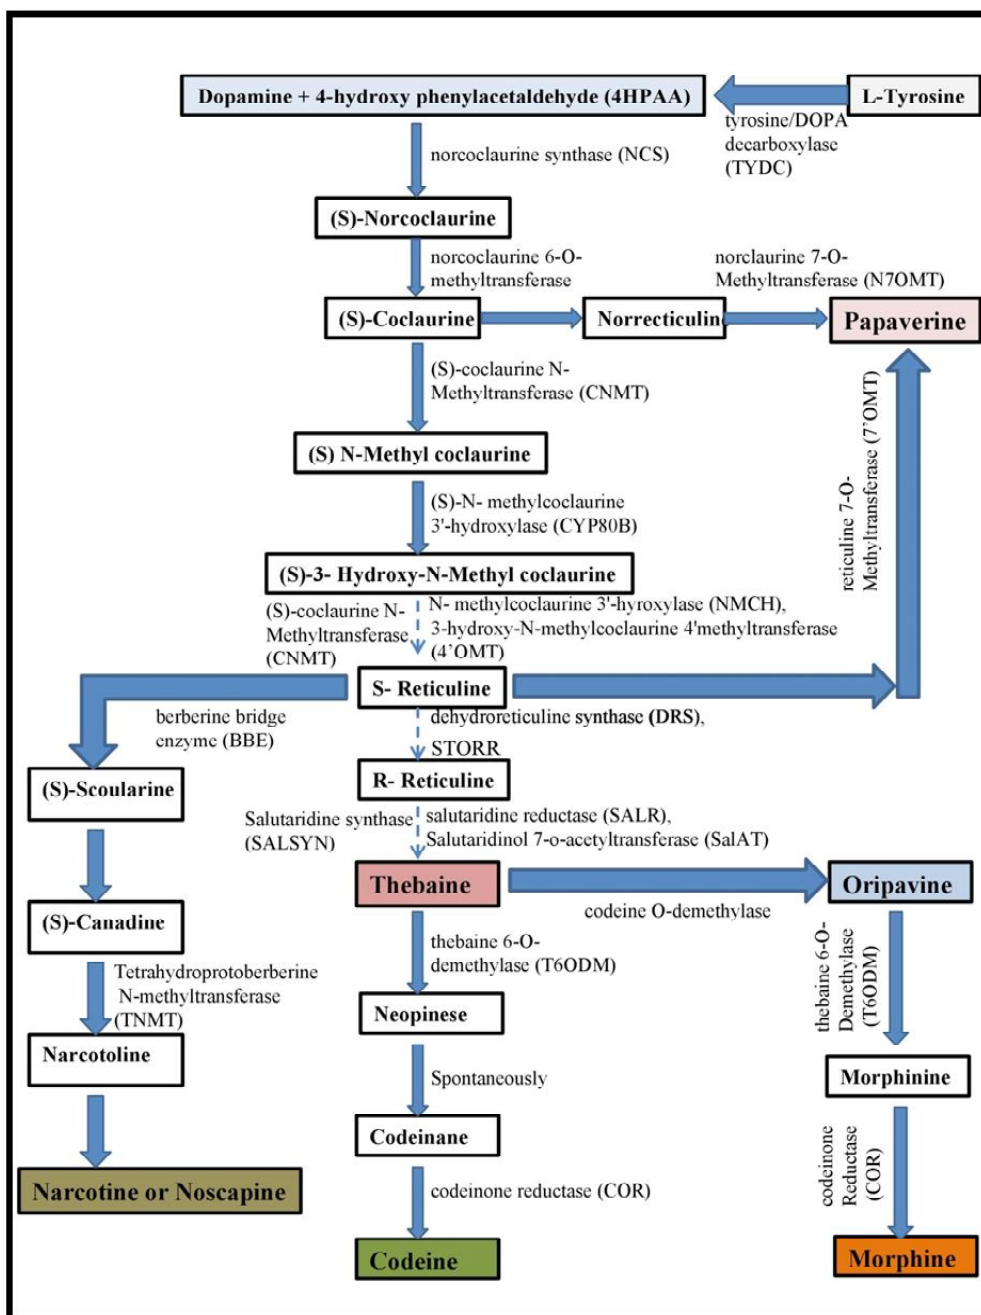 Dopamine + 4-hydroxy phenylacetaldehyde (4HPAA)
L-Tyrosine
tyrosine/DOPA
decarboxylase
(TYDC)
norcoclaurine synthase (NCS)
(S)-Norcoclaurine
norcoclaurine 6-O-
methyltransferase
norclaurine 7-O-
Methyltransferase (N7OMT)
(S)-Coclaurine
Norrecticulin
Papaverine
(S)-coclaurine N-
Methyltransferase (CNMT)
(S) N-Methyl coclaurine
(S)-N- methylcoclaurine
3'-hydroxylase (CYP80B)
reticuline 7-O-
Methyltransferase (7'OMT)
(S)-3- Hydroxy-N-Methyl coclaurine
(S)-coclaurine N-
Methyltransferase
(CNMT)
N- methylcoclaurine 3'-hyroxylase (NMCH),
3-hydroxy-N-methylcoclaurine 4'methyltransferase
(4'OMT)
S- Reticuline
berberine bridge
enzyme (BBE)
dehydroreticuline synthase (DRS),
STORR
(S)-Scoularine
R- Reticuline
Salutaridine synthase
(SALSYN)
salutaridine reductase (SALR),
Salutaridinol 7-o-acetyltransferase (SalAT)
Thebaine
Oripavine
codeine O-demethylase
(S)-Canadine
thebaine 6-O-
demethylase (T6ODM)
thebaine 6-O-
Demethylase
(T6ODM)
Tetrahydroprotoberberine
N-methyltransferase
(TNMT)
Neopinese
Narcotoline
Spontaneously
Morphinine
Codeinane
Narcotine or Noscapine
codeinone reductase (COR)
codeinone
Reductase
(COR)
Codeine
Morphine